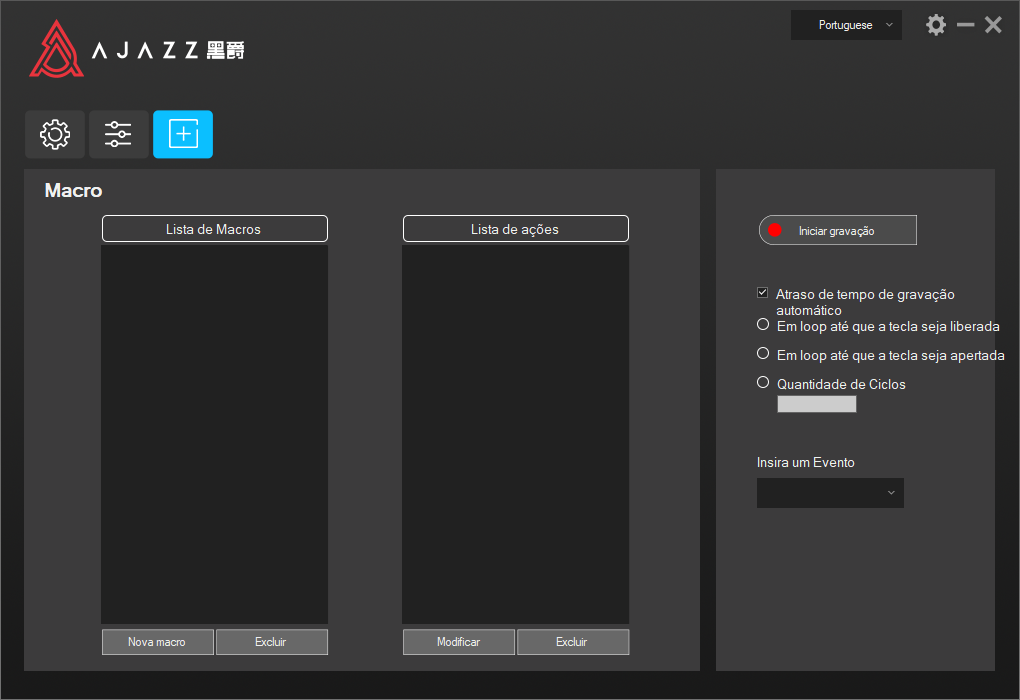 Portuguese
AJAZZ 黑爵
Macro
Lista de Macros
Lista de ações
Nova macro
Excluir
Modificar
Excluir
Iniciar gravação
Atraso de tempo de gravação
automático
Em loop até que a tecla seja liberada
Em loop até que a tecla seja apertada
Quantidade de Ciclos
Insira um Evento